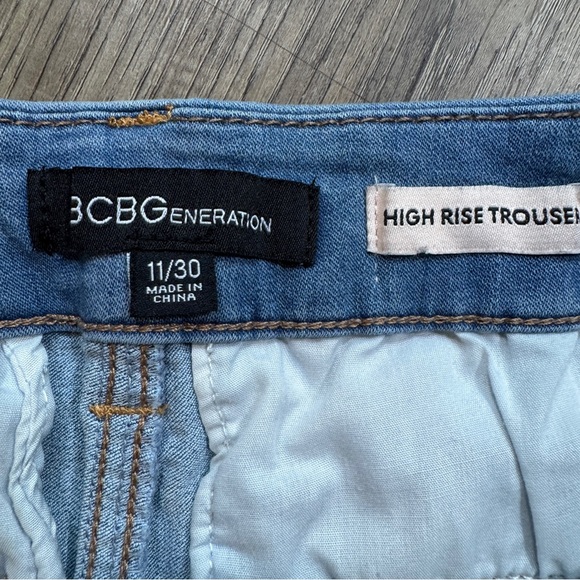 BCBGENERATION
HIGH RISE TROUSE
11/30
MADE IN
CHINA